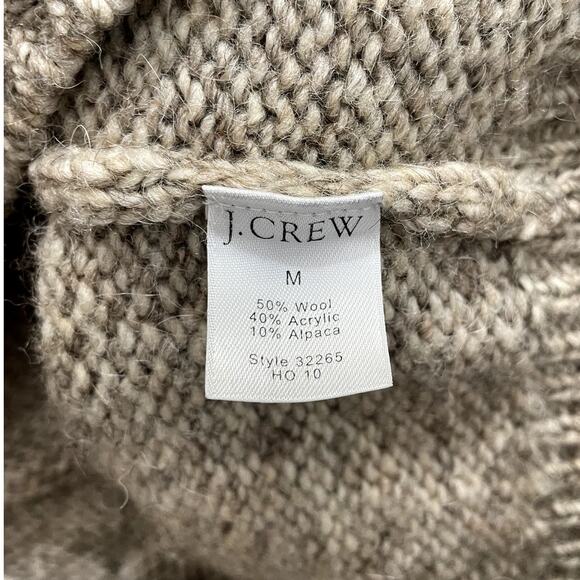 J.CREW
M
50% Wool
40% Acrylic
10% Alpaca
Style 32265
HO 10